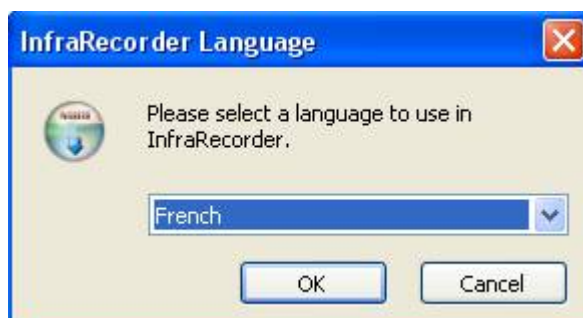 InfraRecorder Language
Please select a language to use in
InfraRecorder.
French
OK
Cancel